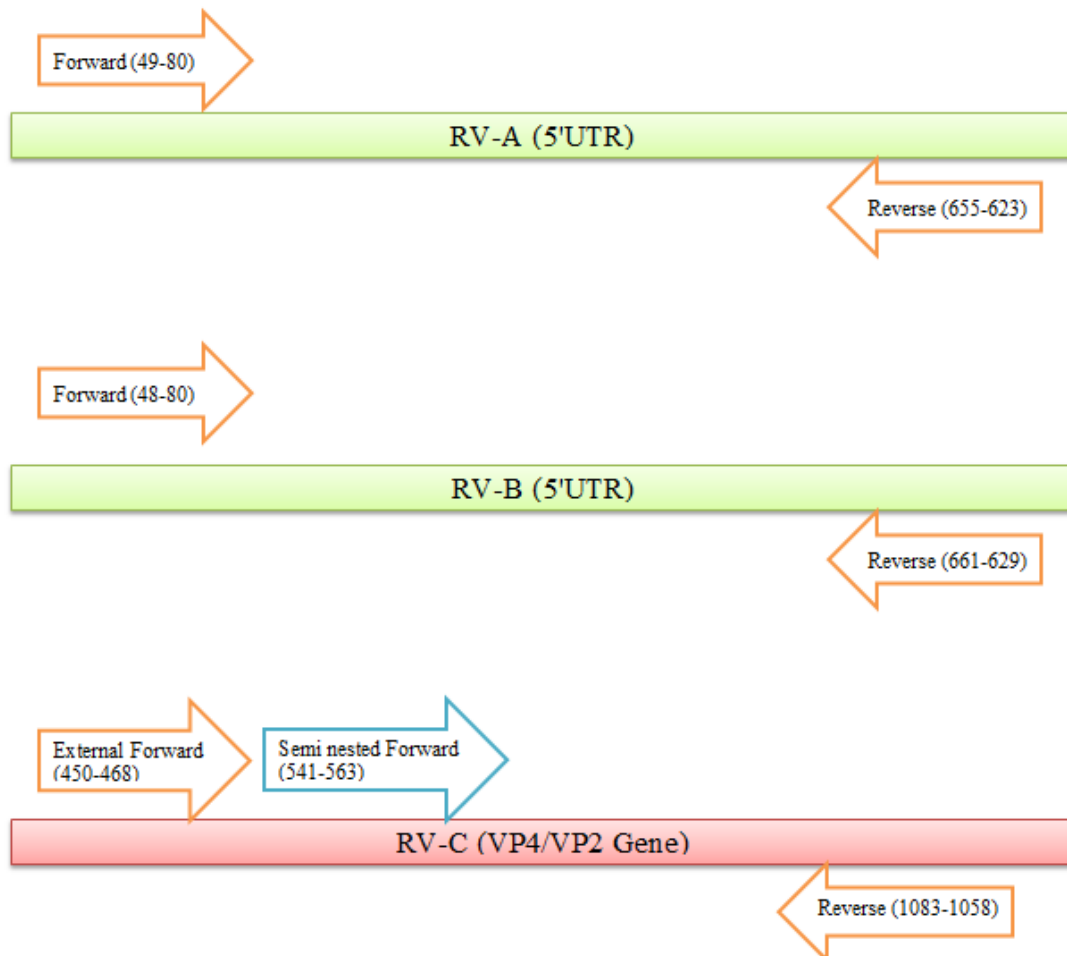 Forward (49-80)
RV-A (5'UTR)
Reverse (655-623)
Forward (48-80)
RV-B (5'UTR)
Reverse (661-629)
External Forward
(450-468)
Semi nested Forward
(541-563)
RV-C (VP4/VP2 Gene)
Reverse (1083-1058)